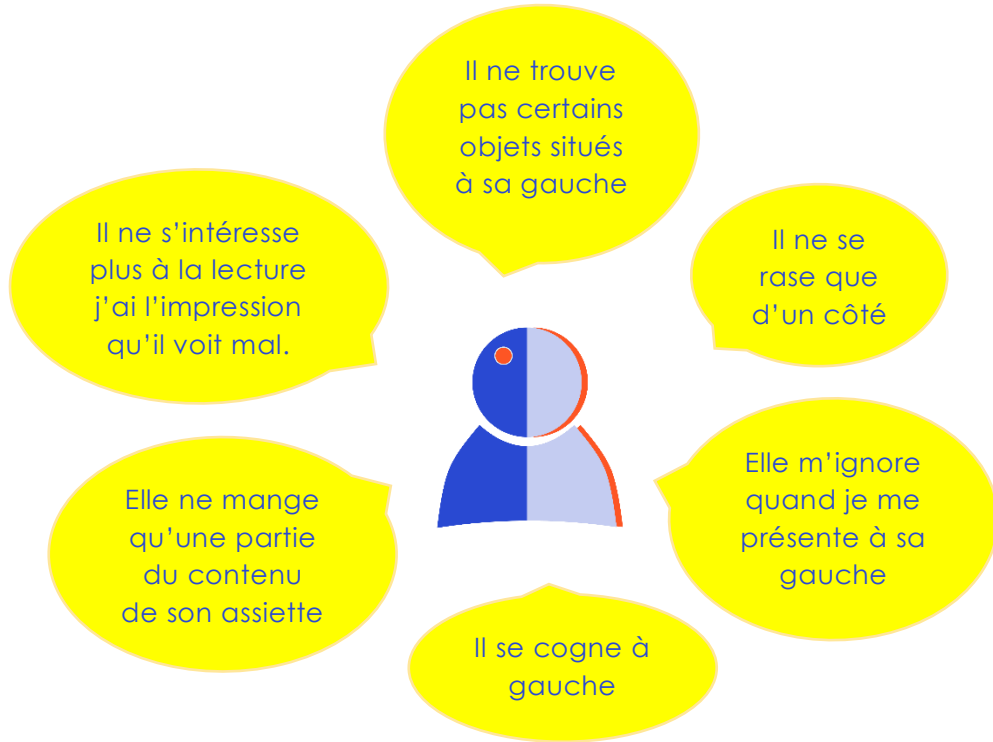 Il ne trouve
pas certains
objets situés
à sa gauche
Il ne s'intéresse
plus à la lecture
j'ai l'impression
qu'il voit mal.
Il ne se
rase que
d'un côté
Elle ne mange
qu'une partie
du contenu
de son assiette
Elle m'ignore
quand je me
présente à sa
gauche
Il se cogne à
gauche